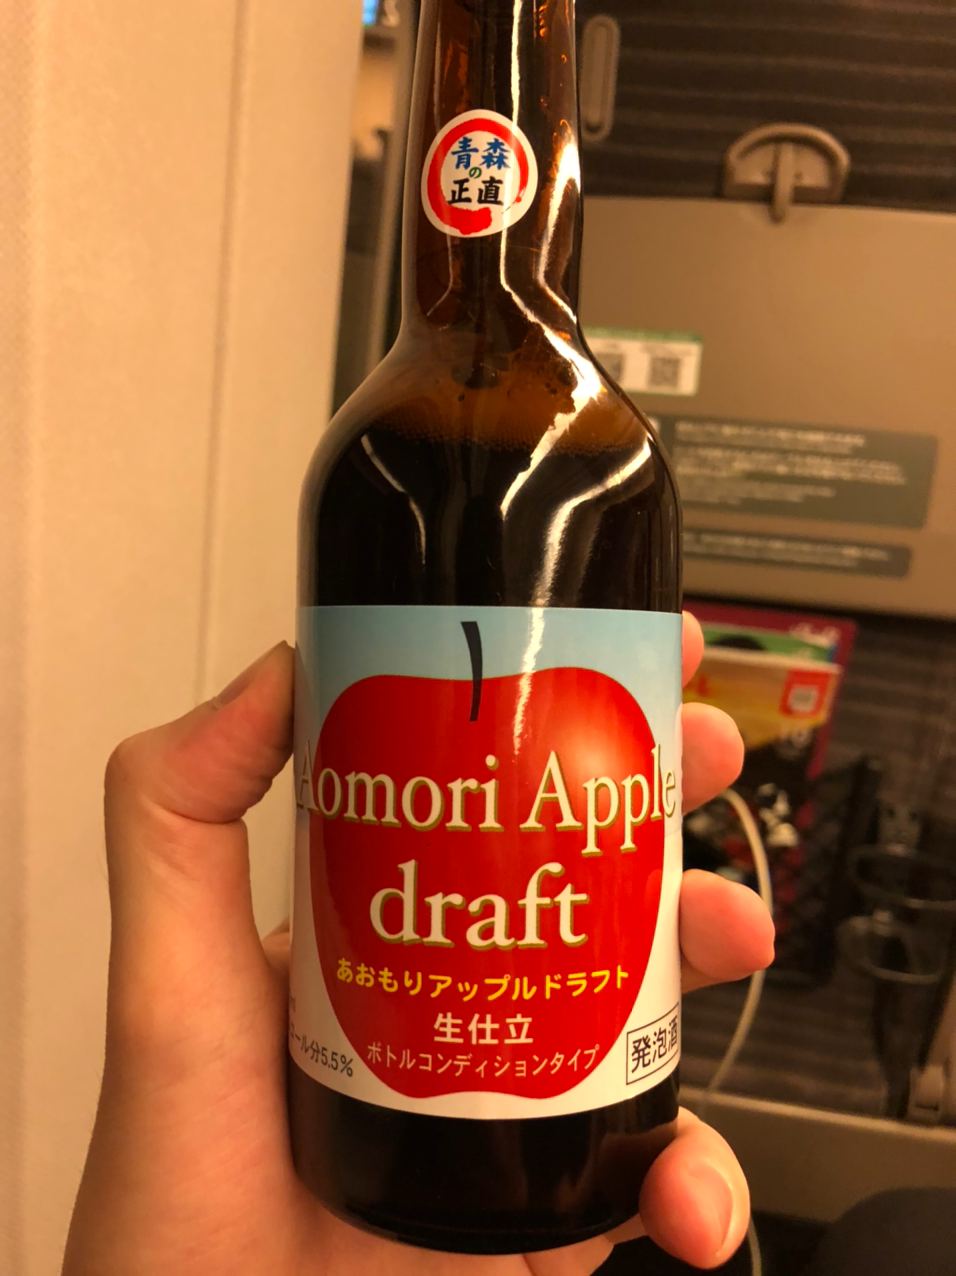 青森
の
正直
Aomori Apple
draft
あおもりアップルドラフト
生仕立
ボトルコンディションタイプ
ール分5.5%
発泡酒